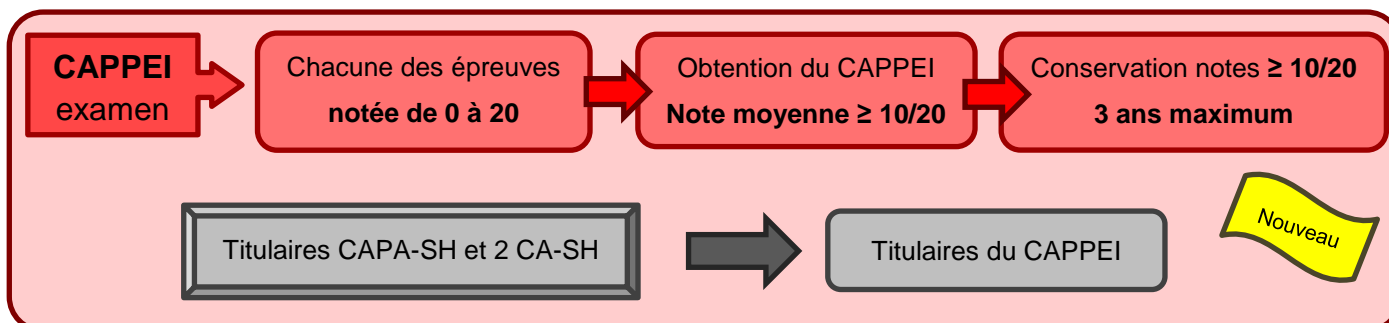 CAPPEI
examen
Chacune des épreuves
notée de 0 à 20
Obtention du CAPPEI
Note moyenne ≥ 10/20
Conservation notes ≥ 10/20
3 ans maximum
Nouveau
Titulaires CAPA-SH et 2 CA-SH
Titulaires du CAPPEI